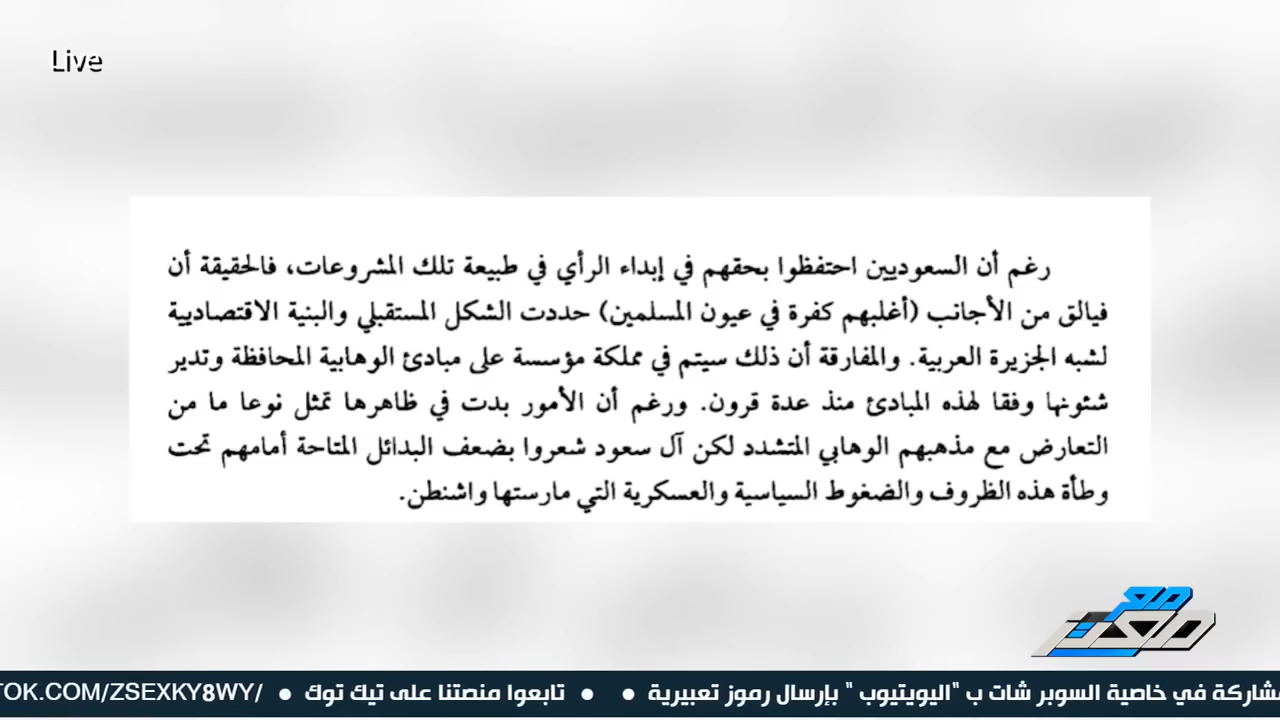 Live
رغم أن السعوديين احتفظوا بحقهم في إبداء الرأي في طبيعة تلك المشروعات، فالحقيقة أن
فيالق من الأجانب (أغلبهم كفرة في عيون المسلمين) حددت الشكل المستقبلي والبنية الاقتصاديية
لشبه الجزيرة العربية. والمفارقة أن ذلك سيتم في مملكة مؤسسة على مبادئ الوهابية المحافظة وتدير
شئونها وفقا لهذه المبادئ منذ عدة قرون. ورغم أن الأمور بدت في ظاهرها تمثل نوعا ما من
التعارض مع مذهبهم الوهابي المتشدد لكن آل سعود شعروا بضعف البدائل المتاحة أمامهم تحت
وطأة هذه الظروف والضغوط السياسية والعسكرية التي مارستها واشنطن.
مع
مشاركة في خاصية السوبر شات ب "اليويتيوب " بإرسال رموز تعبيرية • • تابعوا منصتنا على تيك توك • TOK.COM/ZSEXKY8WY/